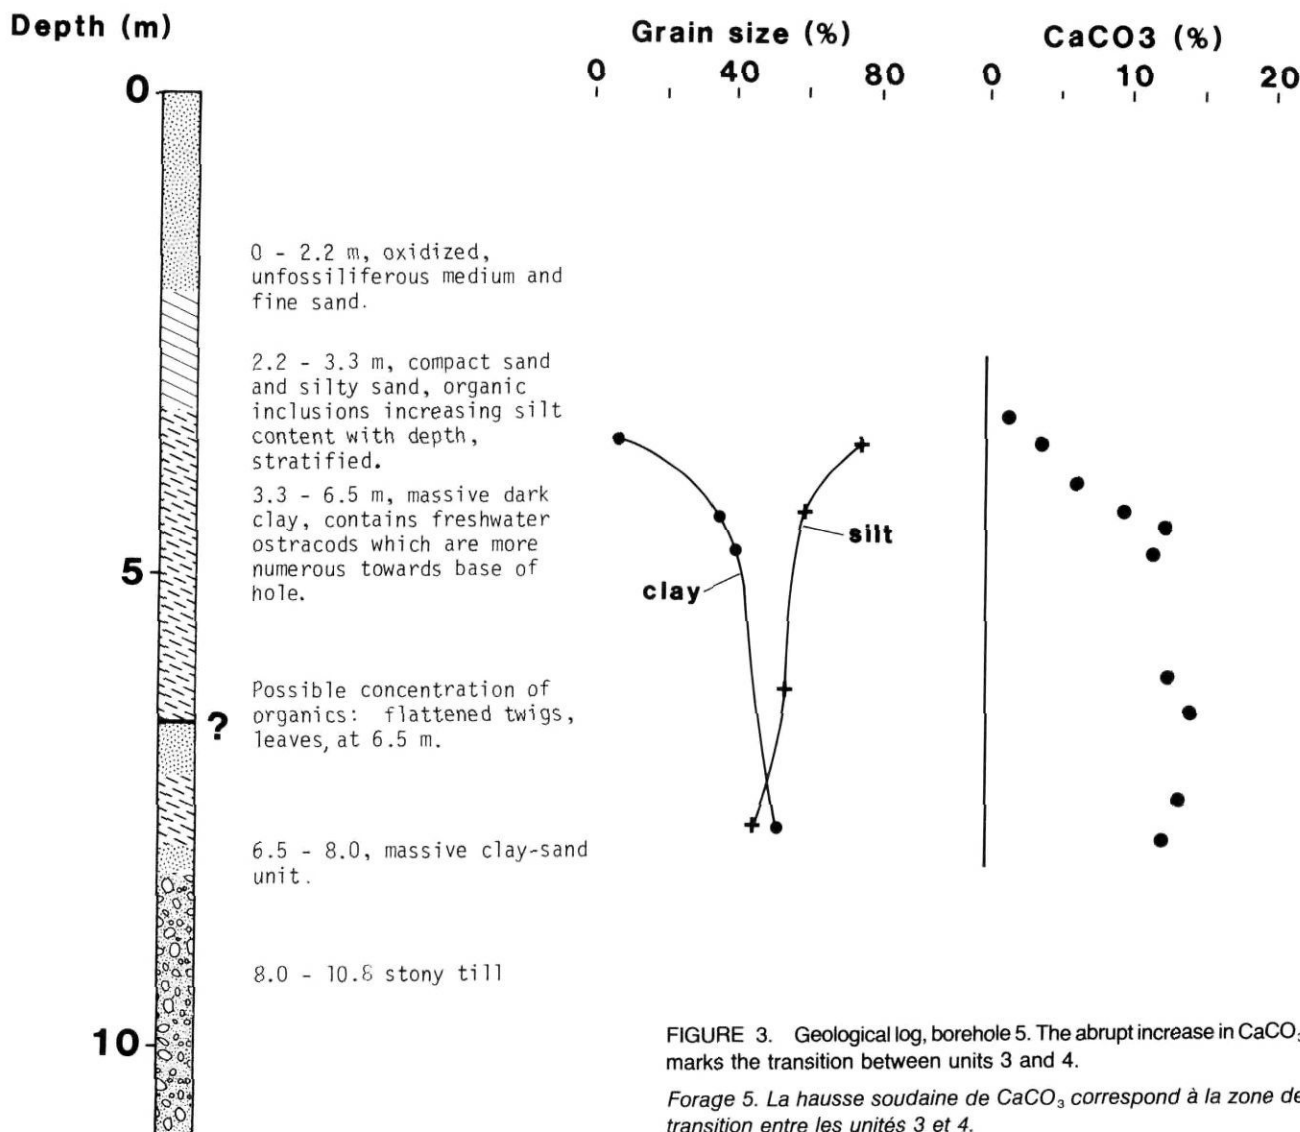 Depth (m)
Grain size (%)
CaCO3 (%)
0 40 80
0 10 20
0
0 - 2.2 m, oxidized,
unfossiliferous medium and
fine sand.
2.2 - 3.3 m, compact sand
and silty sand, organic
inclusions increasing silt
content with depth,
stratified.
3.3 - 6.5 m, massive dark
clay, contains freshwater
ostracods which are more
numerous towards base of
hole.
5
silt
clay
Possible concentration of
organics: flattened twigs,
leaves, at 6.5 m.
?
6.5 - 8.0, massive clay-sand
unit.
8.0 - 10.8 stony till
10
FIGURE 3. Geological log, borehole 5. The abrupt increase in CaCO₃
marks the transition between units 3 and 4.
Forage 5. La hausse soudaine de CaCO₃ correspond à la zone de
transition entre les unités 3 et 4.